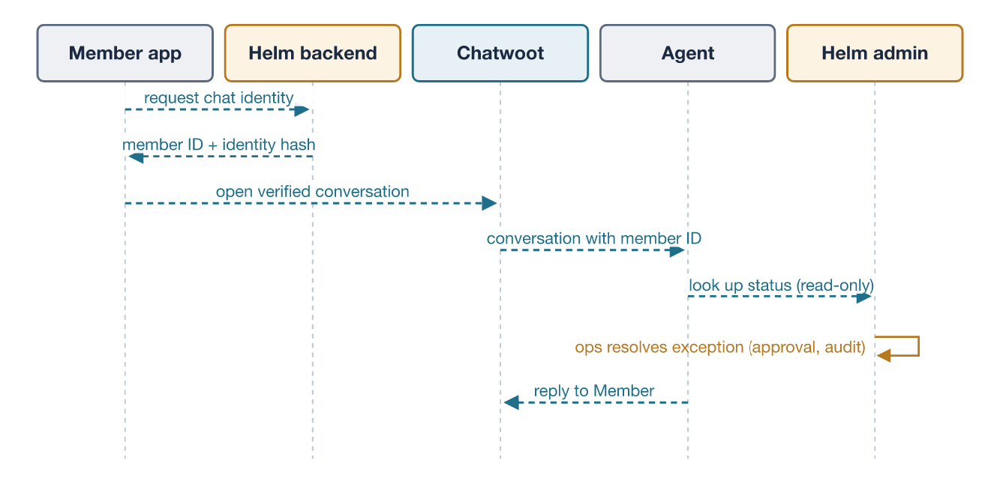 Member app
Helm backend
Chatwoot
Agent
Helm admin
request chat identity
member ID + identity hash
open verified conversation
conversation with member ID
look up status (read-only)
ops resolves exception (approval, audit)
reply to Member